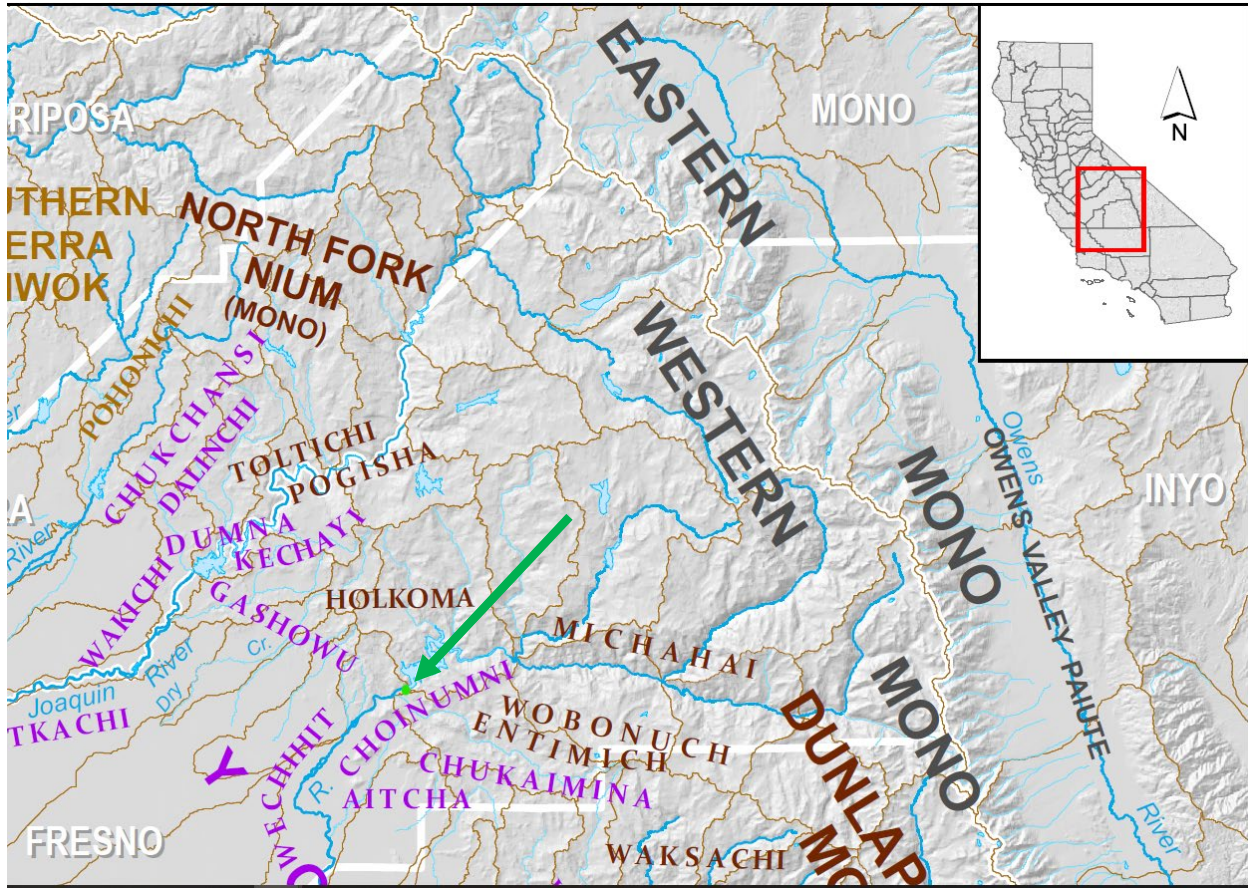 EASTERN
MONO
RIPOSA
N
UTHERN
ERRA
IWOK
NORTH FORK
NIUM
(MONO)
POHONICHI
CHUKCHANSI
DALINCHI
WESTERN
TOLTICHI
POGISHA
River
MONO
Owens
OWENS VALLEY PAIUTE
INYO
A
River
DUMNA
KECHAYI
WAKICHI
GASHOWU
HOLKOMA
MICHAHAI
Joaquin River
Dry Cr.
TKACHI
CHOINUMNI
WOBONUCH
ENTIMICH
CHUKAIMINA
AITCHA
R.
WECHHIT
Y
O
FRESNO
DUNLAP
MO
MONO
WAKSACHI
River